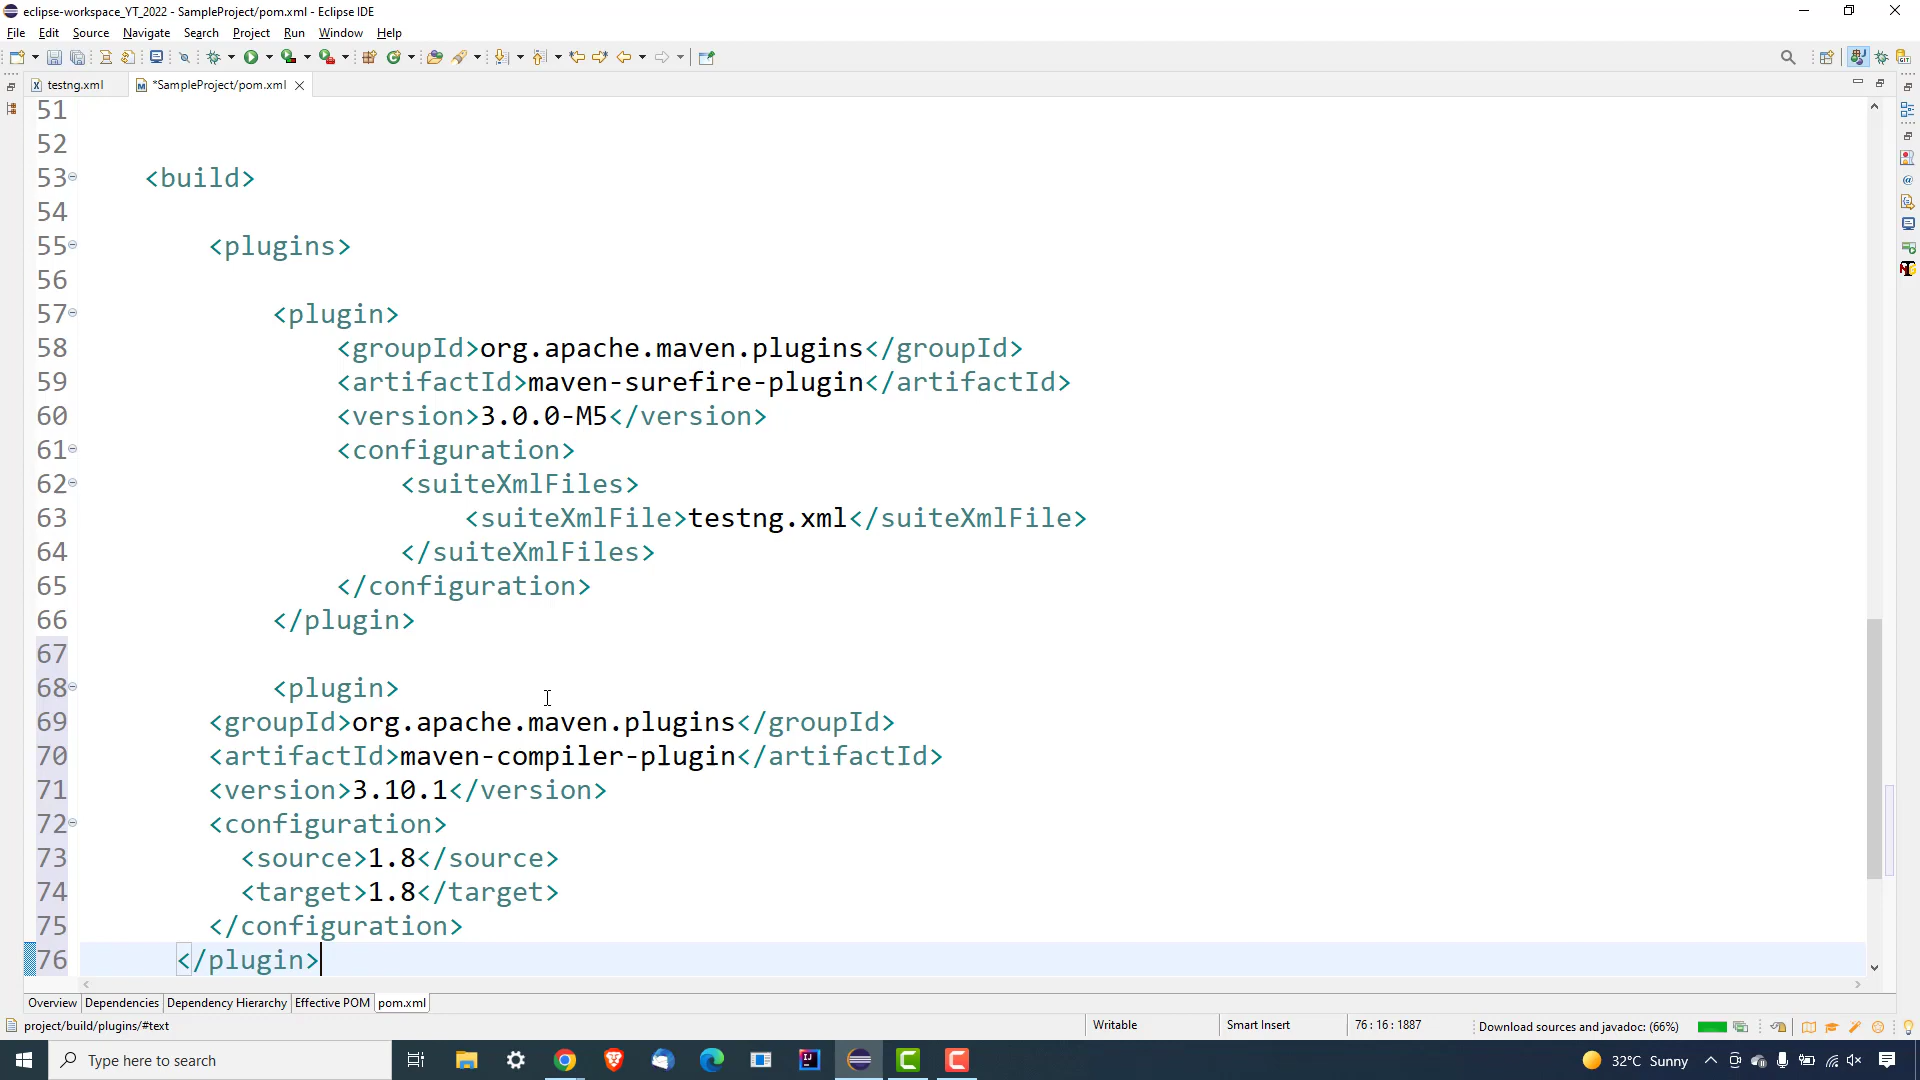 eclipse-workspace_YT_2022 - SampleProject/pom.xml - Eclipse IDE
File Edit Source Navigate Search Project Run Window Help
testng.xml *SampleProject/pom.xml
51
52
53 <build>
54
55 <plugins>
56
57 <plugin>
58 <groupId>org.apache.maven.plugins</groupId>
59 <artifactId>maven-surefire-plugin</artifactId>
60 <version>3.0.0-M5</version>
61 <configuration>
62 <suiteXmlFiles>
63 <suiteXmlFile>testng.xml</suiteXmlFile>
64 </suiteXmlFiles>
65 </configuration>
66 </plugin>
67
68 <plugin>
69 <groupId>org.apache.maven.plugins</groupId>
70 <artifactId>maven-compiler-plugin</artifactId>
71 <version>3.10.1</version>
72 <configuration>
73 <source>1.8</source>
74 <target>1.8</target>
75 </configuration>
76 </plugin>
Overview Dependencies Dependency Hierarchy Effective POM pom.xml
project/build/plugins/#text Writable Smart Insert 76 : 16 : 1887 Download sources and javadoc: (66%)
Type here to search 32°C Sunny